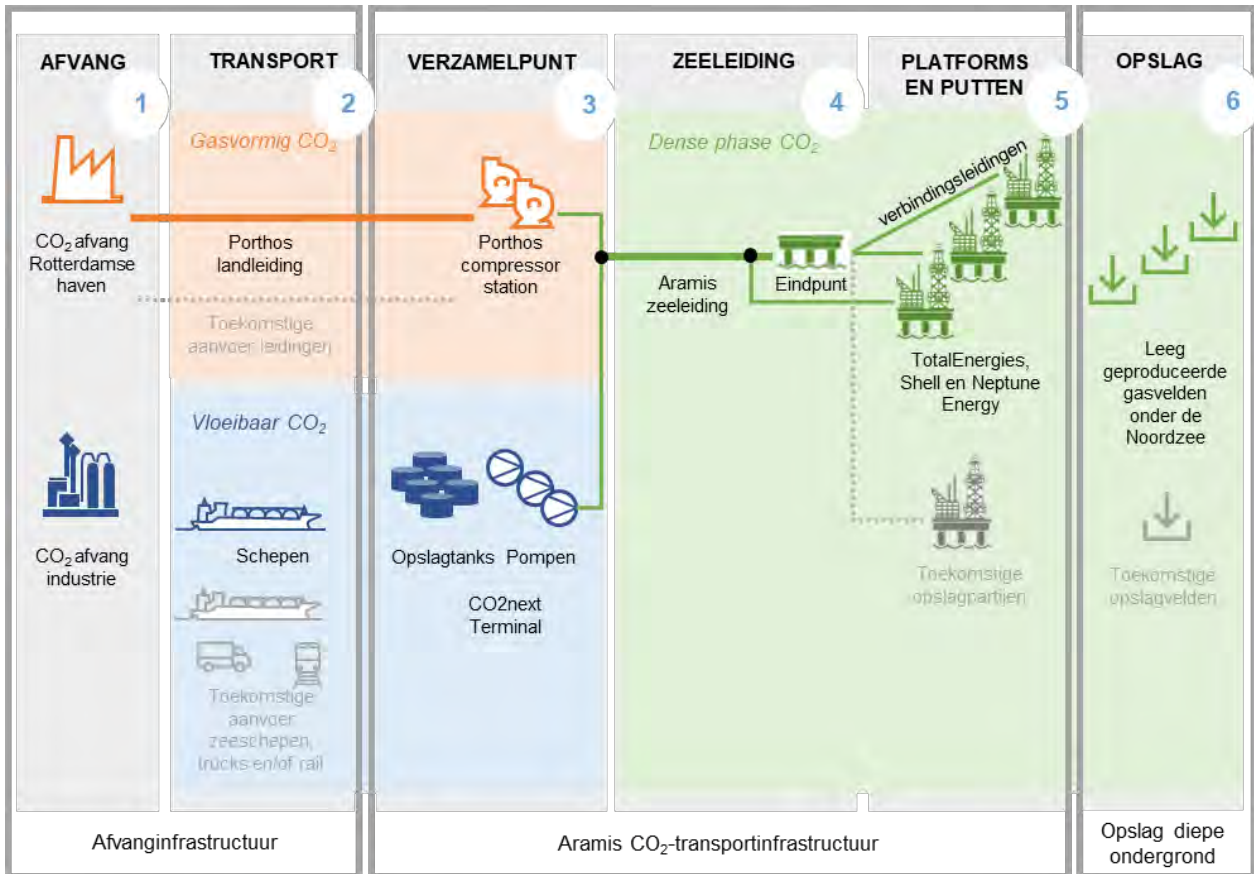 AFVANG
1
TRANSPORT
2
VERZAMELPUNT
3
ZEELEIDING
4
PLATFORMS
EN PUTTEN
5
OPSLAG
6
Gasvormig CO₂
Dense phase CO₂
verbindingsleidingen
CO₂ afvang
Rotterdamse
haven
Porthos
landleiding
Porthos
compressor
station
Aramis
zeeleiding
Eindpunt
Toekomstige
aanvoer leidingen
TotalEnergies,
Shell en Neptune
Energy
Leeg
geproduceerde
gasvelden
onder de
Noordzee
Vloeibaar CO₂
CO₂ afvang
industrie
Schepen
Opslagtanks
Pompen
CO2next
Terminal
Toekomstige
opslagpartijen
Toekomstige
opslagvelden
Toekomstige
aanvoer
zeeschepen,
trucks en/of rail
Afvanginfrastructuur
Aramis CO₂-transportinfrastructuur
Opslag diepe
ondergrond